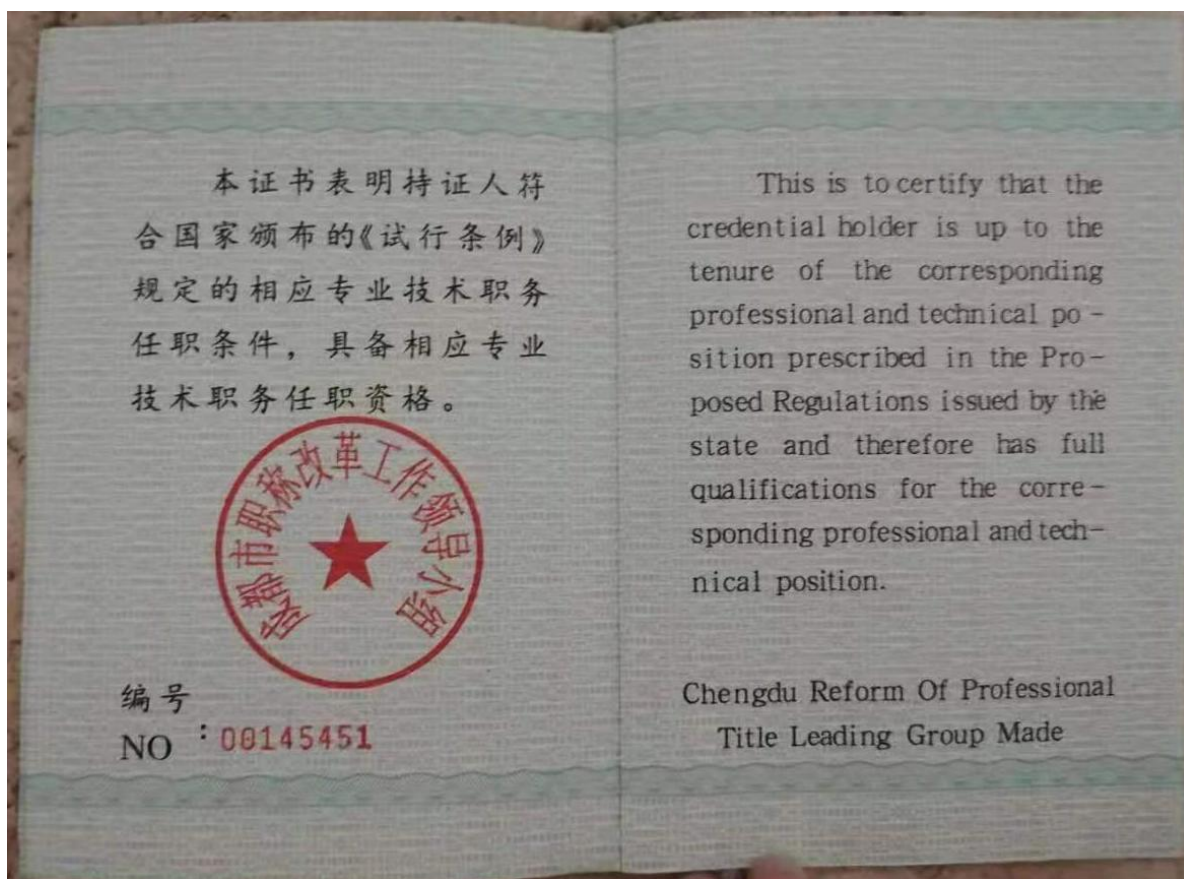 本证书表明持证人符
合国家颁布的《试行条例》
规定的相应专业技术职务
任职条件，具备相应专业
技术职务任职资格。
成都市职称改革工作领导小组
编号
NO：00145451
This is to certify that the
credential holder is up to the
tenure of the corresponding
professional and technical po-
sition prescribed in the Pro-
posed Regulations issued by the
state and therefore has full
qualifications for the corre-
sponding professional and tech-
nical position.
Chengdu Reform Of Professional
Title Leading Group Made